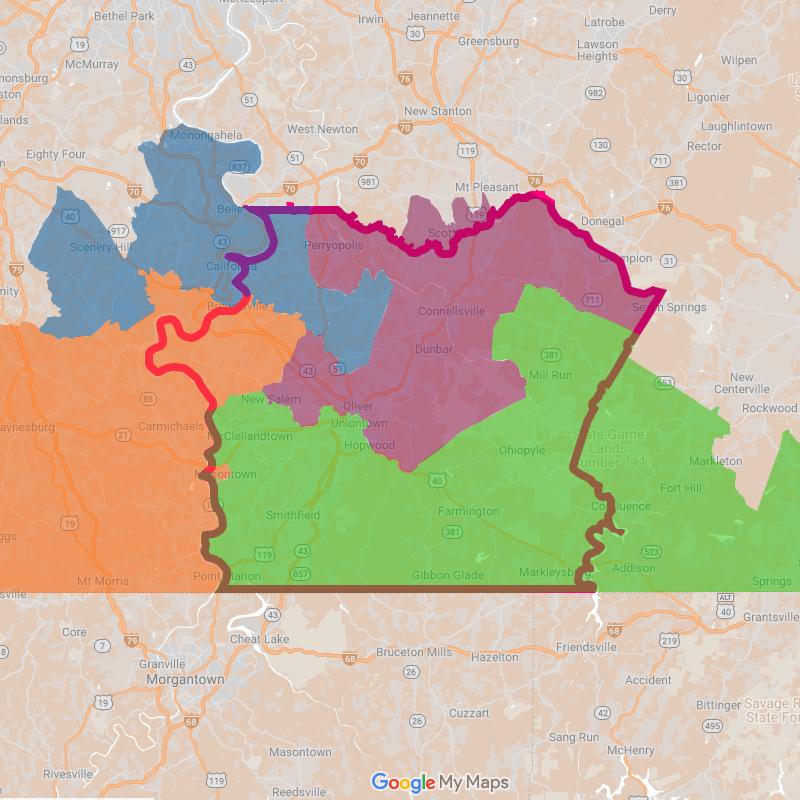 Bethel Park
Irwin
Jeannette
Latrobe
Derry
19
30
Greensburg
Lawson
Heights
McMurray
43
76
30
Wilpen
Ligonier
51
982
New Stanton
70
Laughlintown
Monongahela
West Newton
130
Rector
Eighty Four
837
51
70
119
711
981
Mt Pleasant
76
381
70
70
40
Belle
119
Donegal
76
917
Scenery Hill
43
Perryopolis
Champion
31
79
711
Seven Springs
Connellsville
Dunbar
381
43
51
Mill Run
653
New
Centerville
88
New Salem
Oliver
Rockwood
Carmichaels
Uniontown
21
McClellandtown
Hopwood
Ohiopyle
State Game
Lands
Number 111
Markleton
40
Fort Hill
Smithfield
Farmington
Confluence
19
381
119
43
523
857
Mt Morris
Point Marion
Gibbon Glade
Markleysburg
Addison
Springs
ALT
40
43
Core
Cheat Lake
68
Grantsville
7
79
Friendsville
219
Granville
68
Bruceton Mills
Hazelton
Morgantown
26
Accident
19
42
Bittinger
68
26
Cuzzart
495
Sang Run
Masontown
McHenry
Rivesville
119
Reedsville
Google My Maps